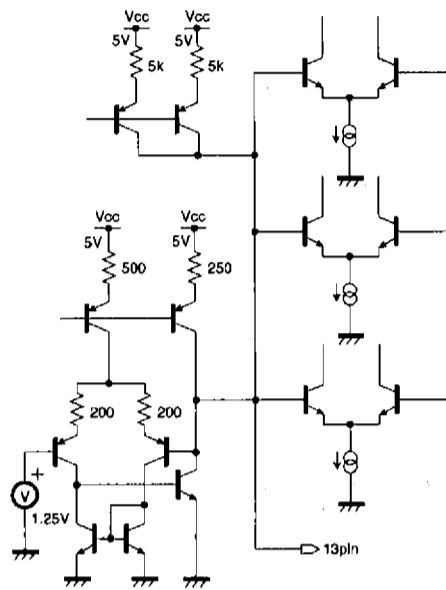 Vcc Vcc
5V 5V
5k 5k
Vcc Vcc
5V 5V
500 250
200 200
+
V
1.25V
13pin